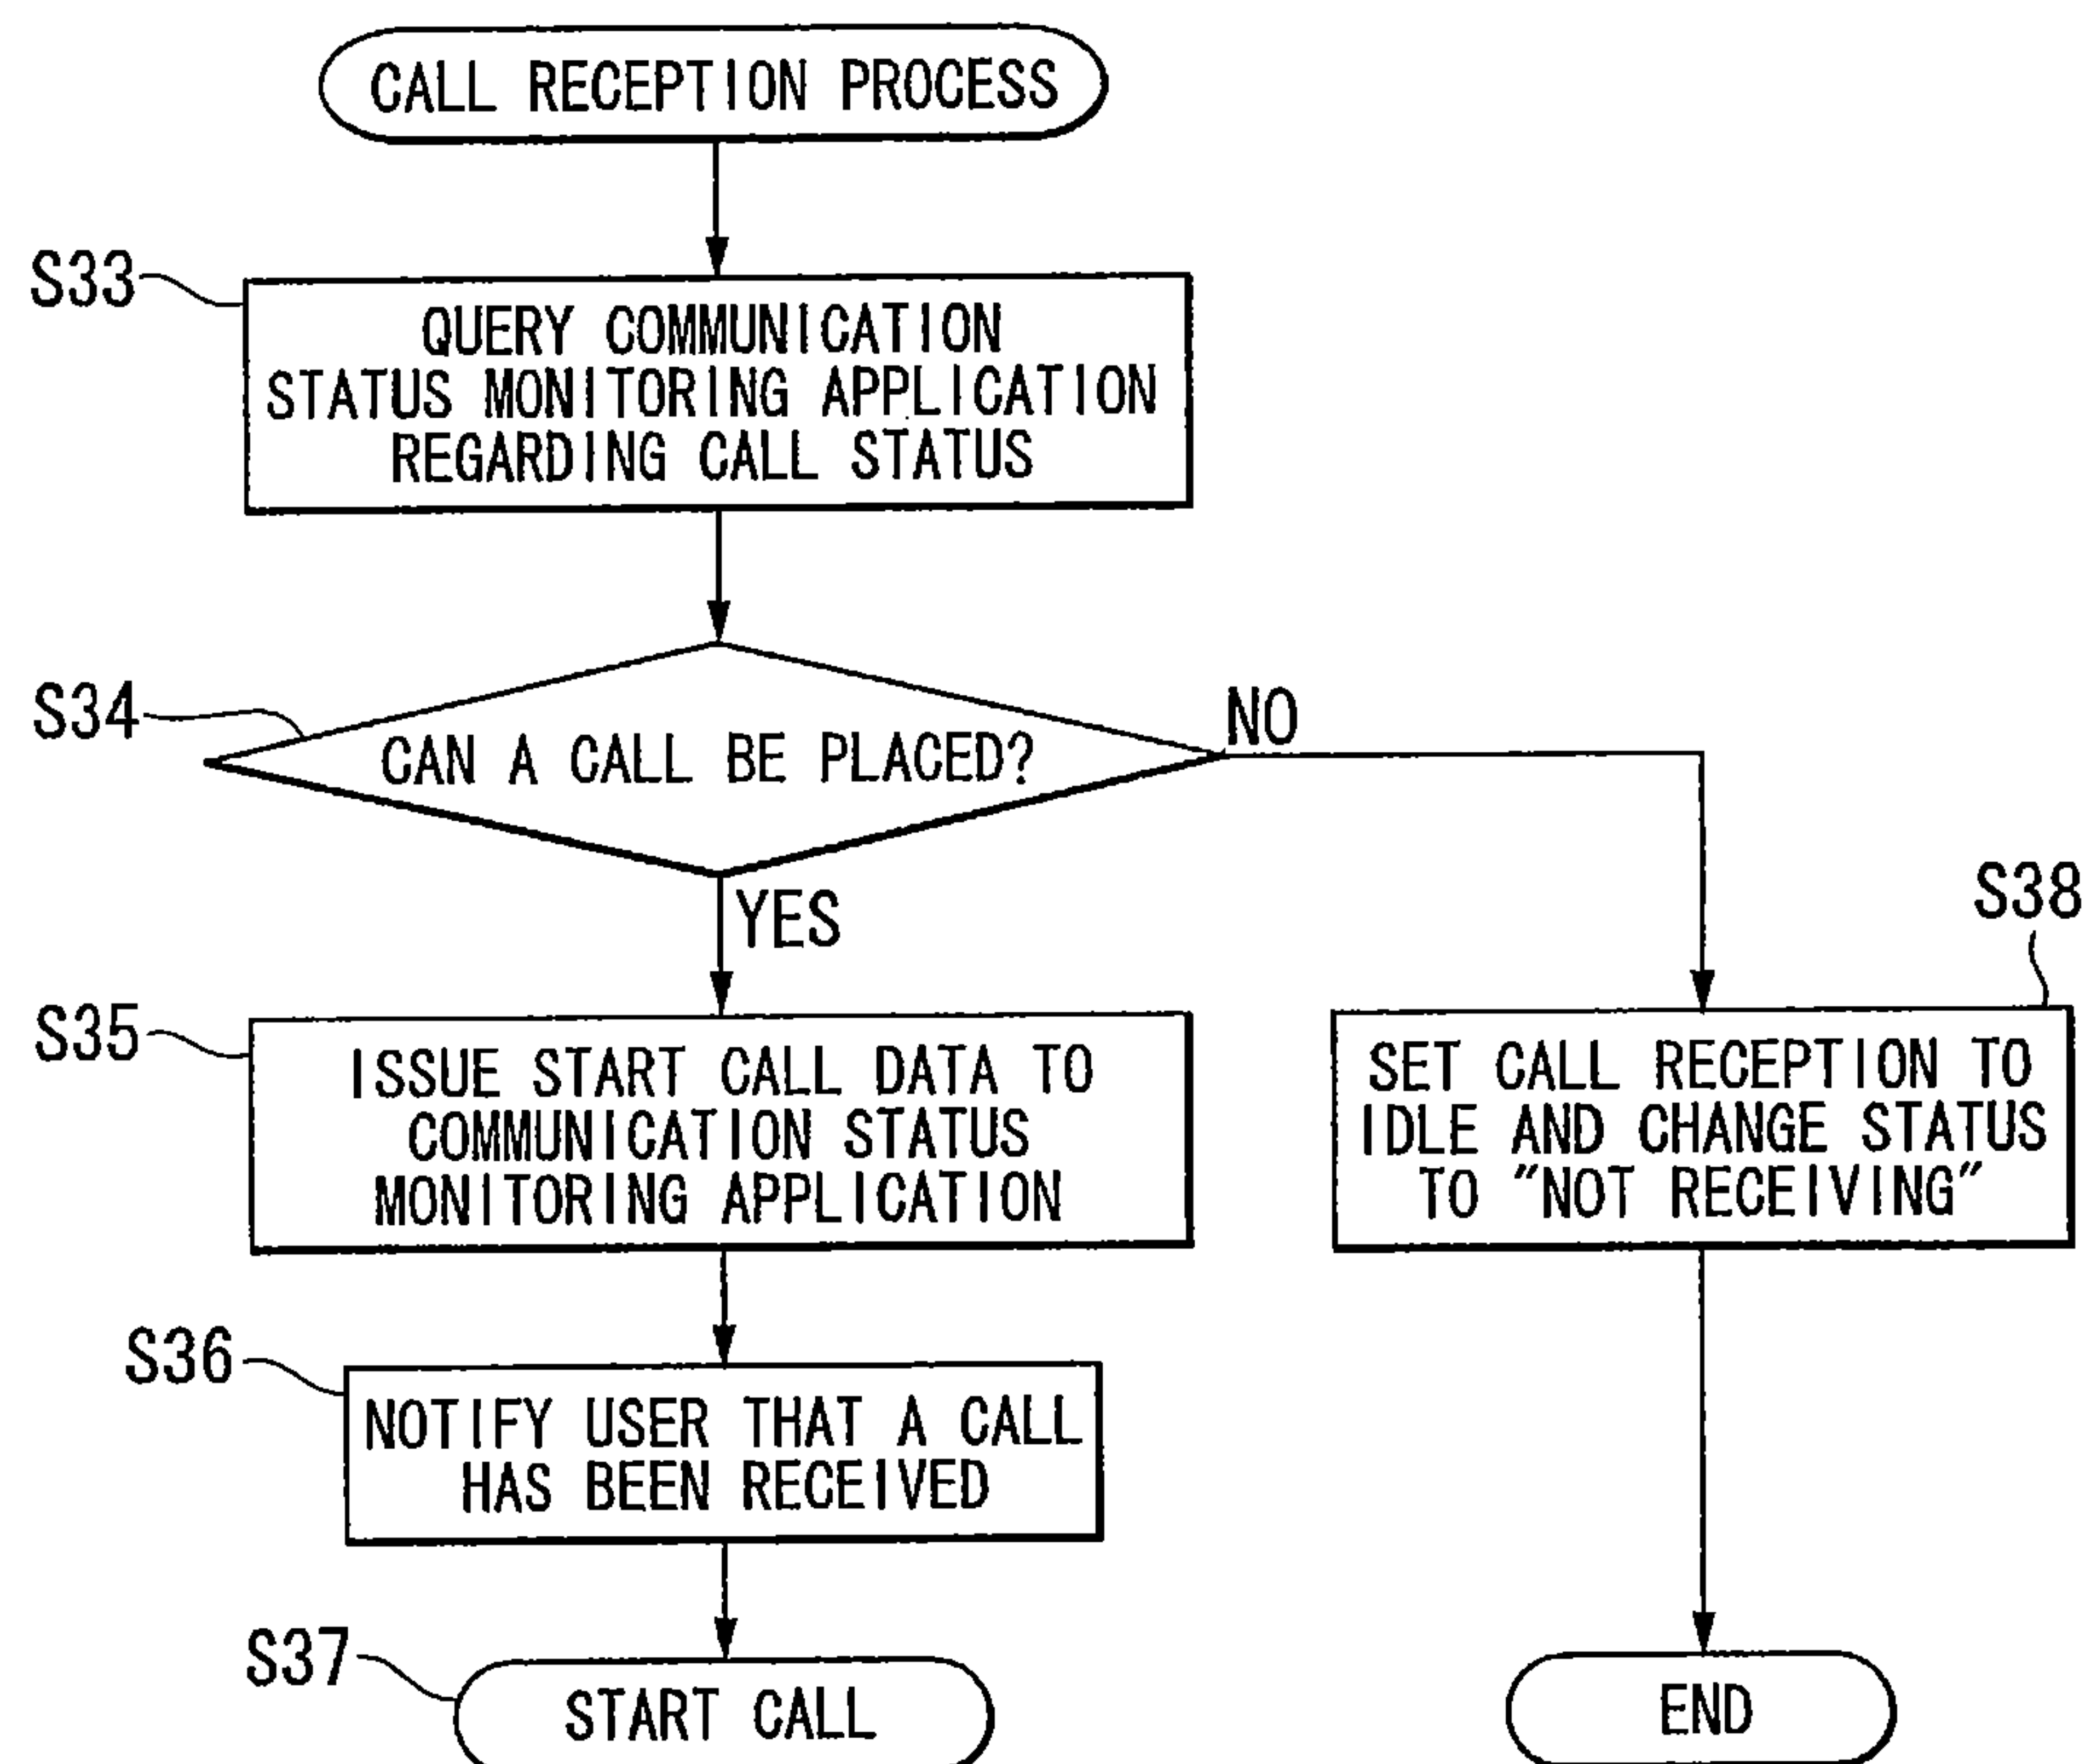 CALL RECEPTION PROCESS
S33
QUERY COMMUNICATION
STATUS MONITORING APPLICATION
REGARDING CALL STATUS
S34
CAN A CALL BE PLACED?
NO
YES
S35
ISSUE START CALL DATA TO
COMMUNICATION STATUS
MONITORING APPLICATION
S38
SET CALL RECEPTION TO
IDLE AND CHANGE STATUS
TO "NOT RECEIVING"
S36
NOTIFY USER THAT A CALL
HAS BEEN RECEIVED
S37
START CALL
END